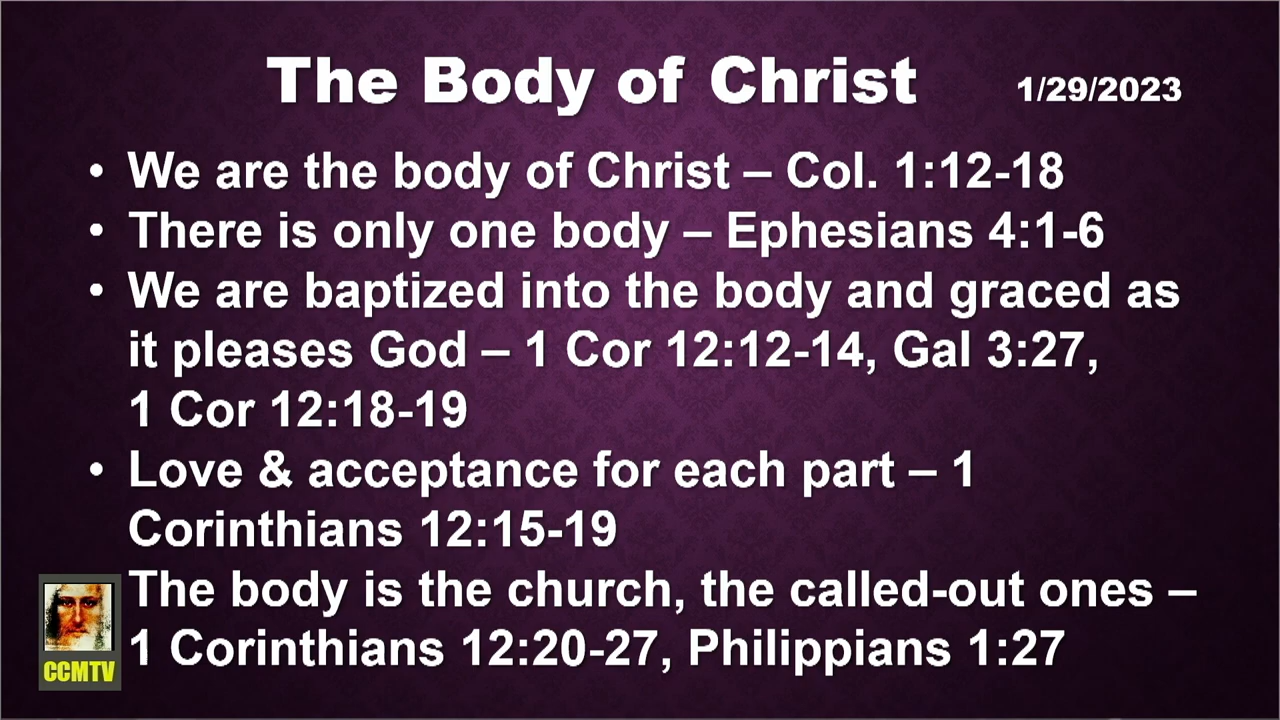 The Body of Christ 1/29/2023
• We are the body of Christ – Col. 1:12-18
• There is only one body – Ephesians 4:1-6
• We are baptized into the body and graced as
it pleases God – 1 Cor 12:12-14, Gal 3:27,
1 Cor 12:18-19
• Love & acceptance for each part – 1
Corinthians 12:15-19
The body is the church, the called-out ones –
1 Corinthians 12:20-27, Philippians 1:27
CCMTV